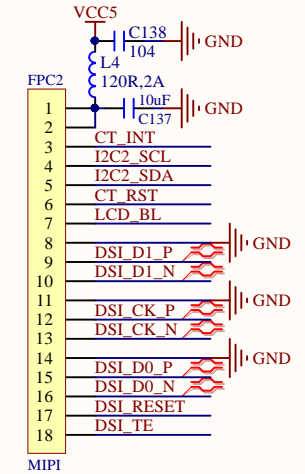 VCC5
C138
104
GND
L4
120R,2A
FPC2
10uF
GND
C137
1
2
CT_INT
3
I2C2_SCL
4
I2C2_SDA
5
CT_RST
6
LCD_BL
7
8
GND
DSI_D1_P
9
DSI_D1_N
10
11
GND
DSI_CK_P
12
DSI_CK_N
13
14
GND
DSI_D0_P
15
DSI_D0_N
16
DSI_RESET
17
DSI_TE
18
MIPI